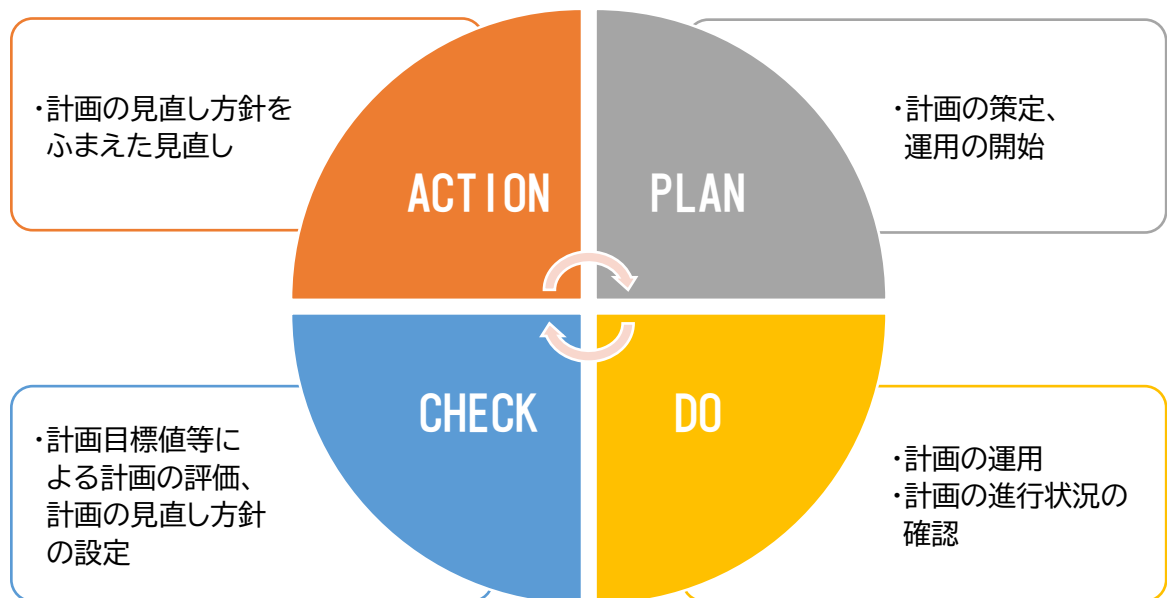 ・計画の見直し方針を
ふまえた見直し
ACTION
PLAN
・計画の策定、
運用の開始
・計画目標値等に
よる計画の評価、
計画の見直し方針
の設定
CHECK
DO
・計画の運用
・計画の進行状況の
確認